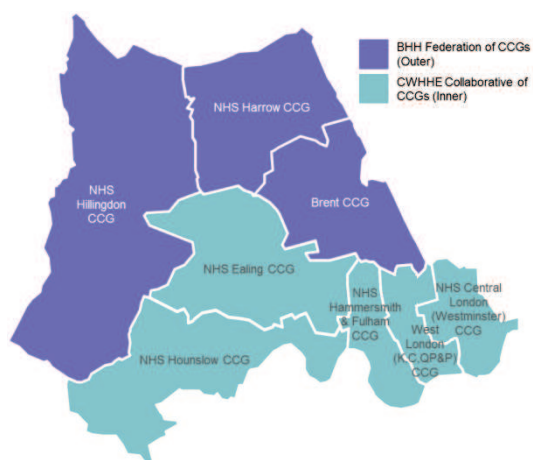 BHH Federation of CCGs
(Outer)
CWHHE Collaborative of
CCGs (Inner)
NHS Harrow CCG
NHS
Hillingdon
CCG
Brent CCG
NHS Ealing CCG
NHS
Hammersmith
& Fulham
CCG
NHS Central
London
(Westminster)
CCG
West
London
(K,C,QP&P)
CCG
NHS Hounslow CCG